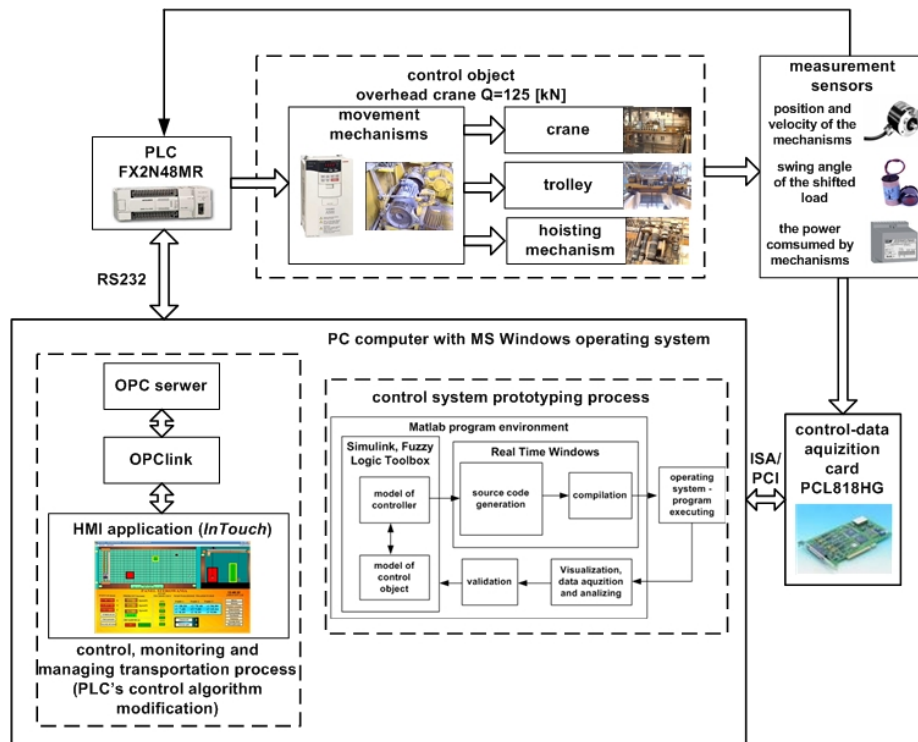 control object
overhead crane Q=125 [kN]
movement
mechanisms
crane
trolley
hoisting
mechanism
PLC
FX2N48MR
measurement
sensors
position and
velocity of the
mechanisms
swing angle
of the shifted
load
the power
comsumed by
mechanisms
RS232
PC computer with MS Windows operating system
OPC serwer
OPClink
HMI application (InTouch)
control, monitoring and
managing transportation process
(PLC's control algorithm
modification)
control system prototyping process
Matlab program environment
Simulink, Fuzzy
Logic Toolbox
Real Time Windows
model of
controller
source code
generation
compilation
operating
system -
program
executing
model of
control
object
validation
Visualization,
data aquzition
and analizing
ISA/
PCI
control-data
aquizition
card
PCL818HG